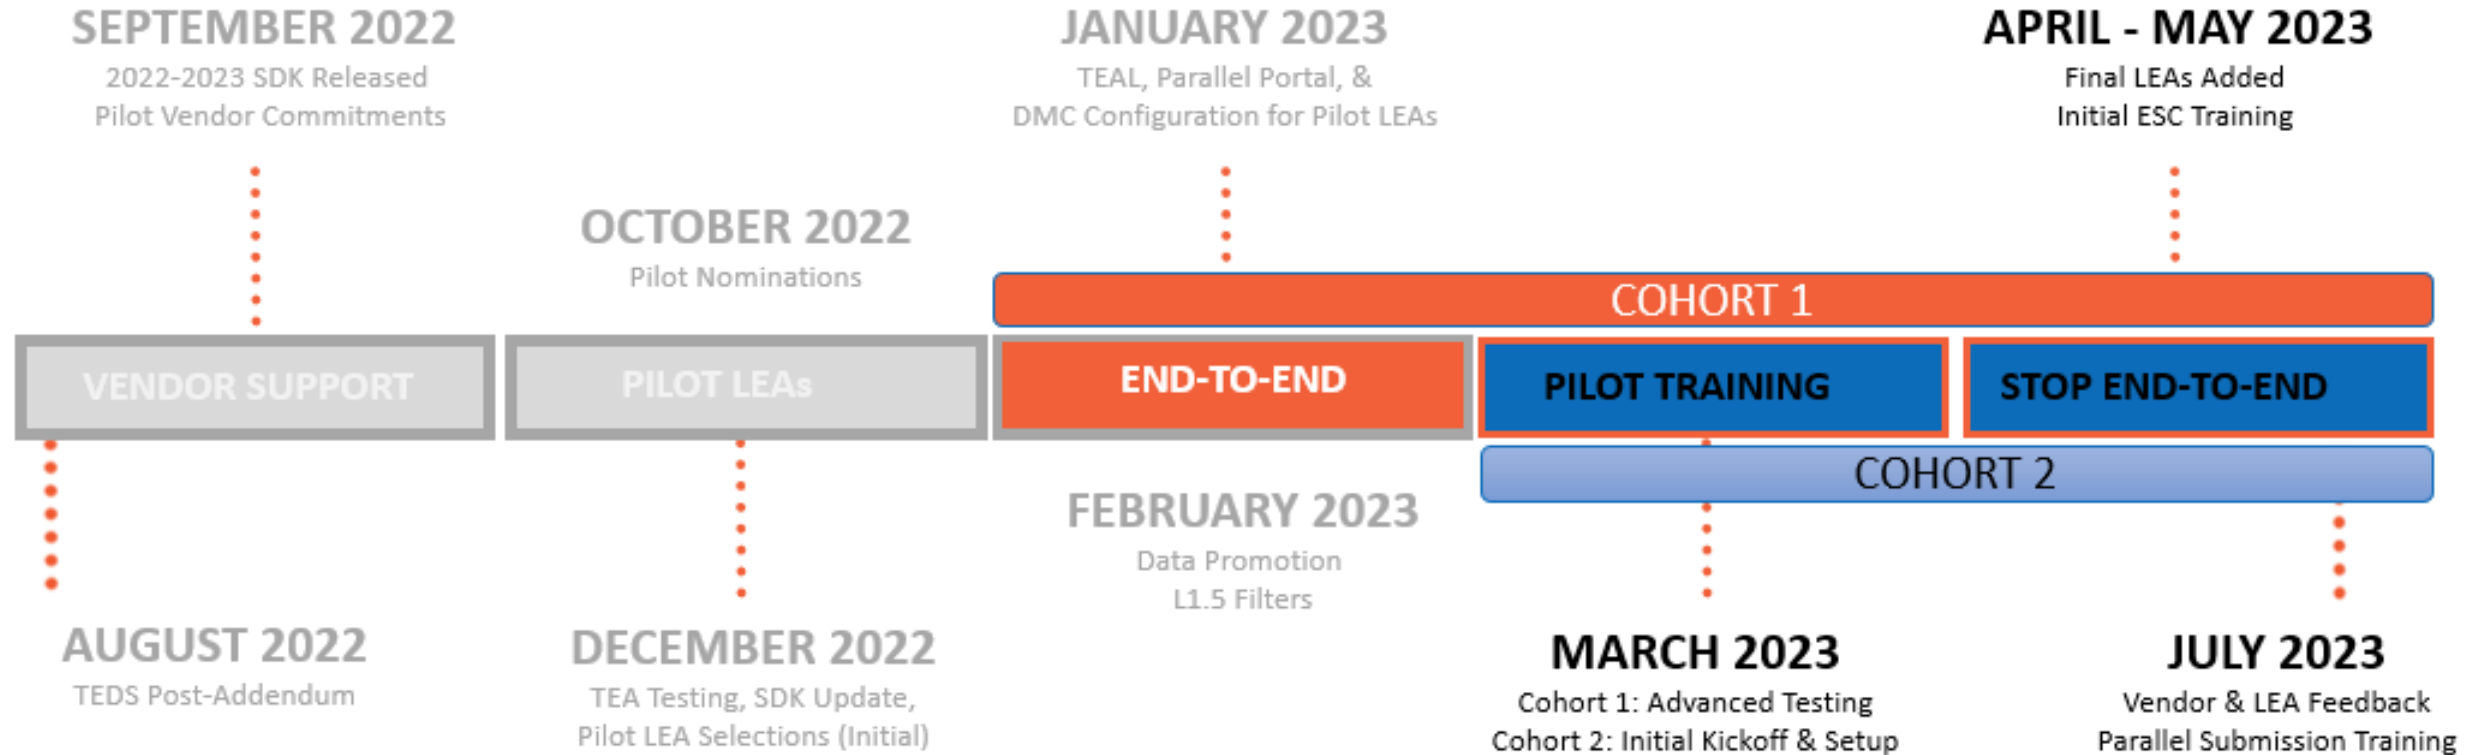 SEPTEMBER 2022
2022-2023 SDK Released
Pilot Vendor Commitments
JANUARY 2023
TEAL, Parallel Portal, &
DMC Configuration for Pilot LEAs
APRIL - MAY 2023
Final LEAs Added
Initial ESC Training
OCTOBER 2022
Pilot Nominations
COHORT 1
VENDOR SUPPORT
PILOT LEAs
END-TO-END
PILOT TRAINING
STOP END-TO-END
COHORT 2
FEBRUARY 2023
Data Promotion
L1.5 Filters
AUGUST 2022
TEDS Post-Addendum
DECEMBER 2022
TEA Testing, SDK Update,
Pilot LEA Selections (Initial)
MARCH 2023
Cohort 1: Advanced Testing
Cohort 2: Initial Kickoff & Setup
JULY 2023
Vendor & LEA Feedback
Parallel Submission Training